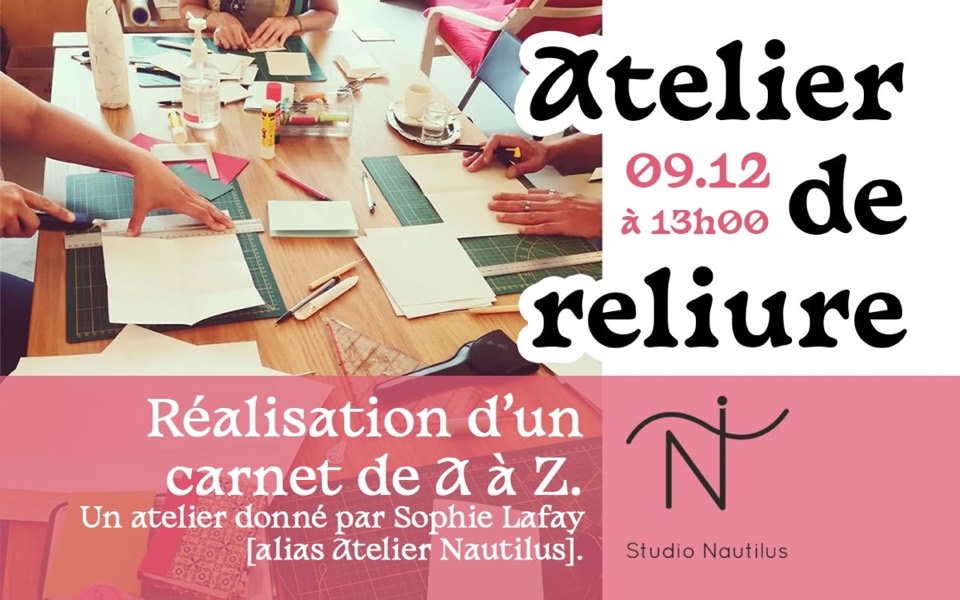 Atelier
09.12
à 13h00
de
reliure
Réalisation d'un
carnet de A à Z.
Un atelier donné par Sophie Lafay
[alias Atelier Nautilus].
N
Studio Nautilus